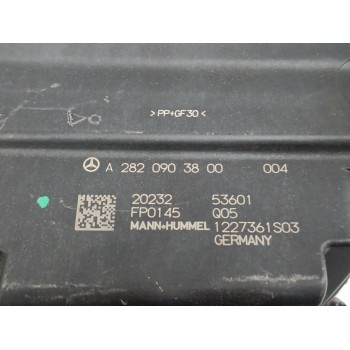 >PP+GF30<
A 282 090 38 00 004
20232 53601
FP0145 Q05
MANN+HUMMEL 1227361S03
GERMANY